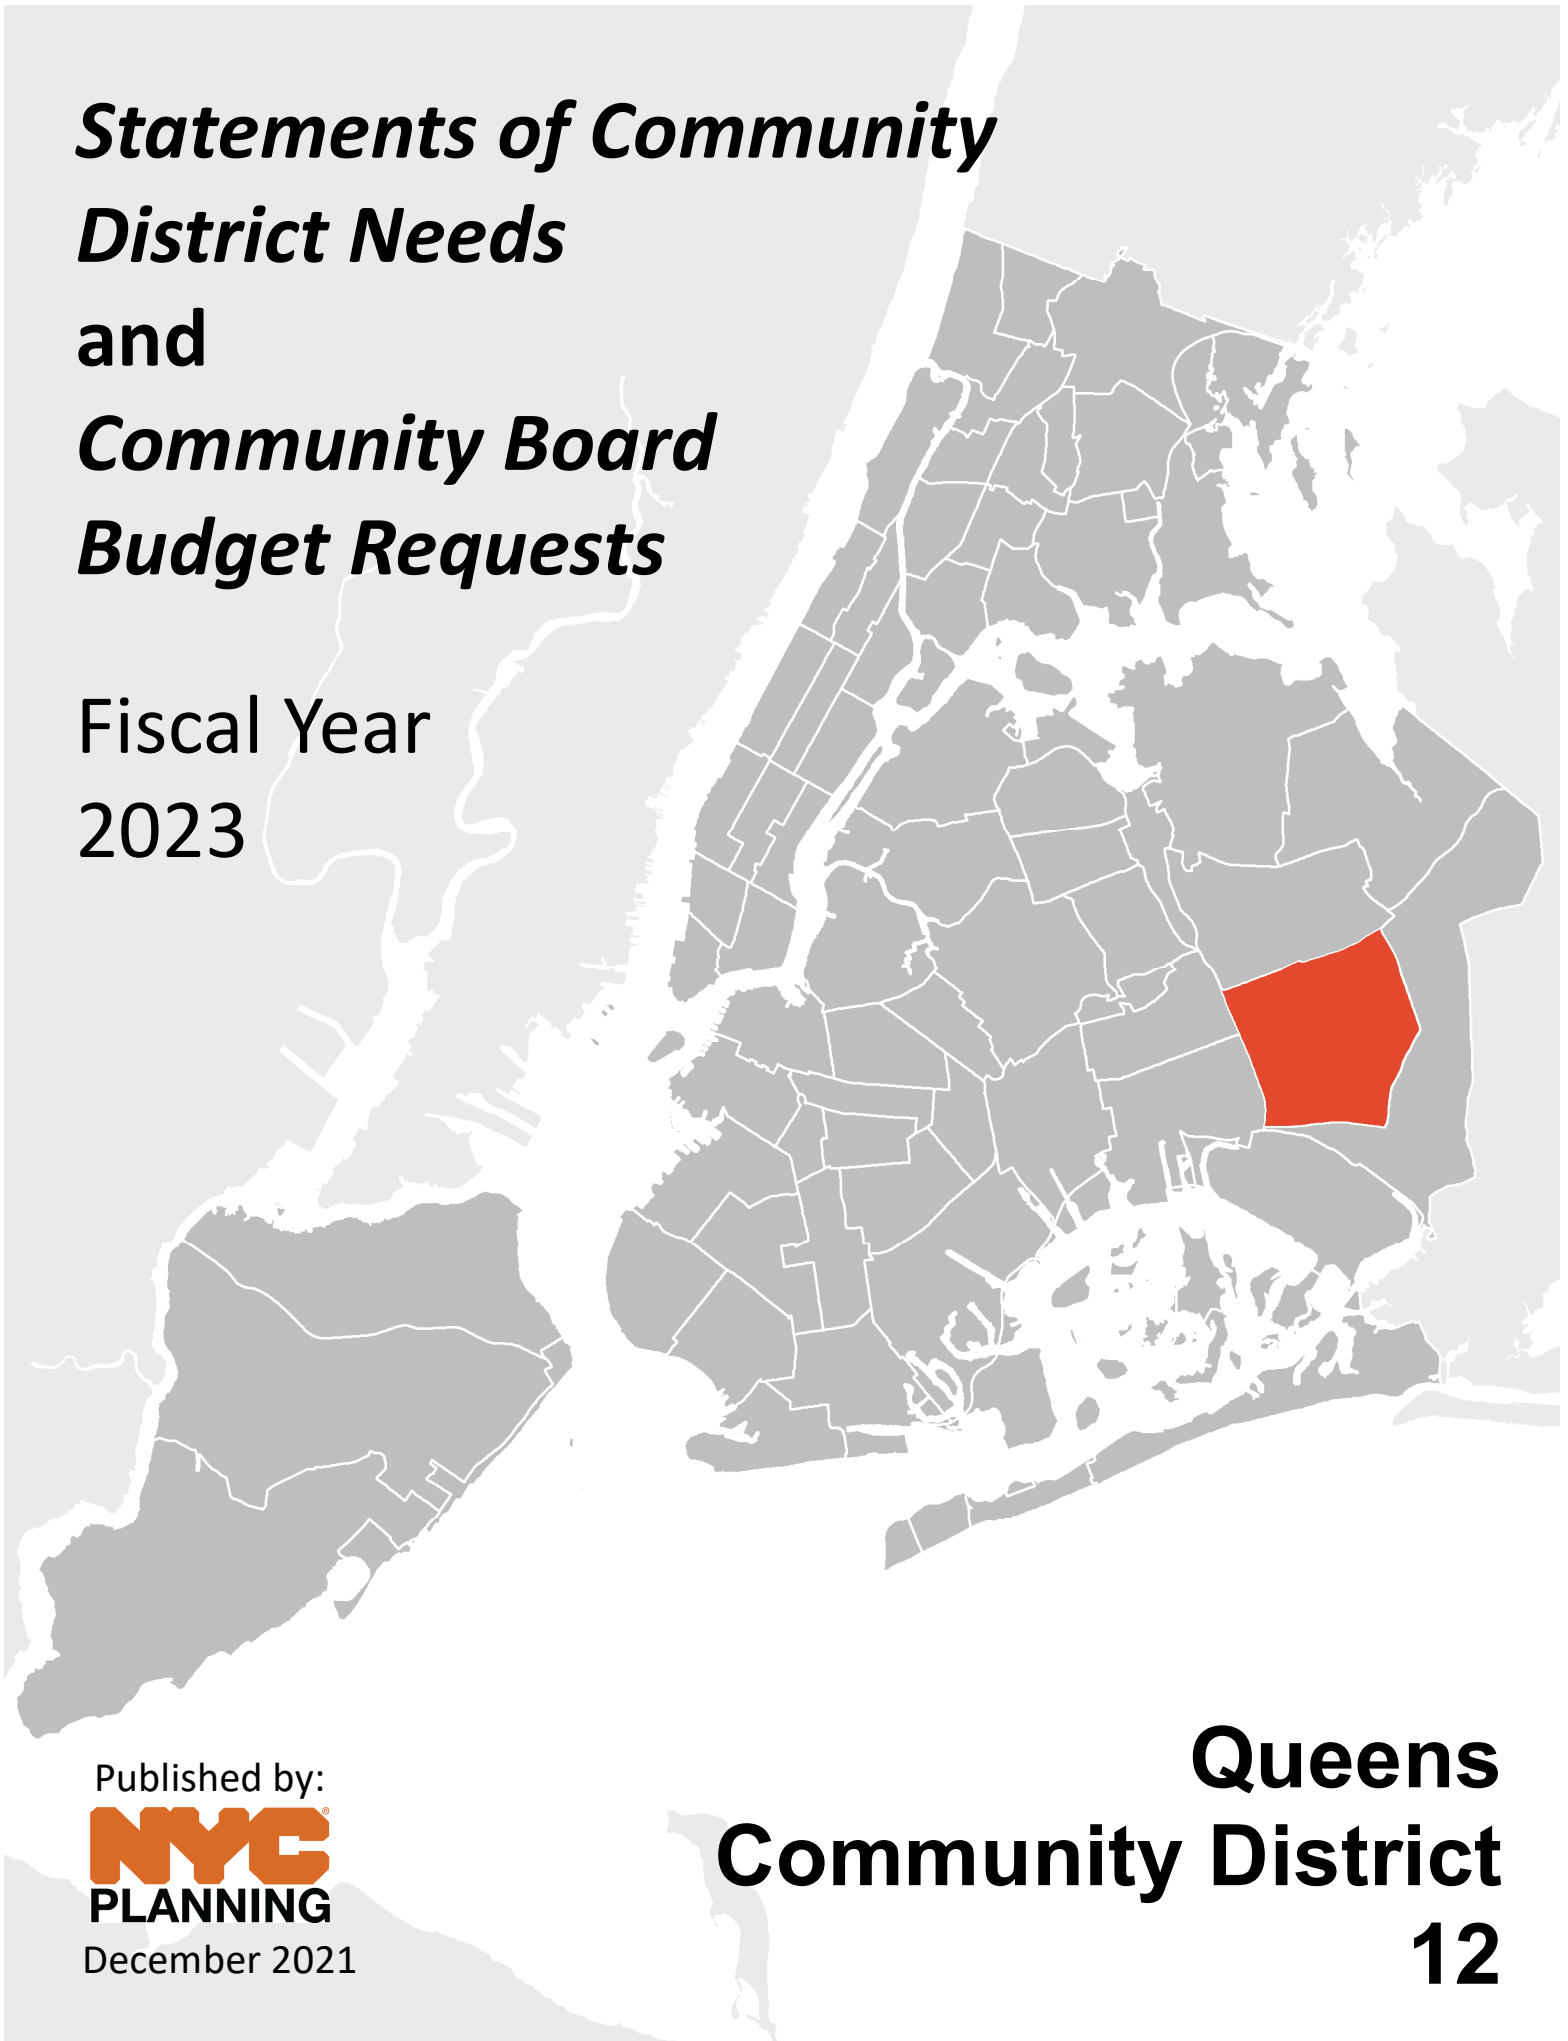 Statements of Community
District Needs
and
Community Board
Budget Requests
Fiscal Year
2023
Published by:
NYC®
PLANNING
December 2021
Queens
Community District
12